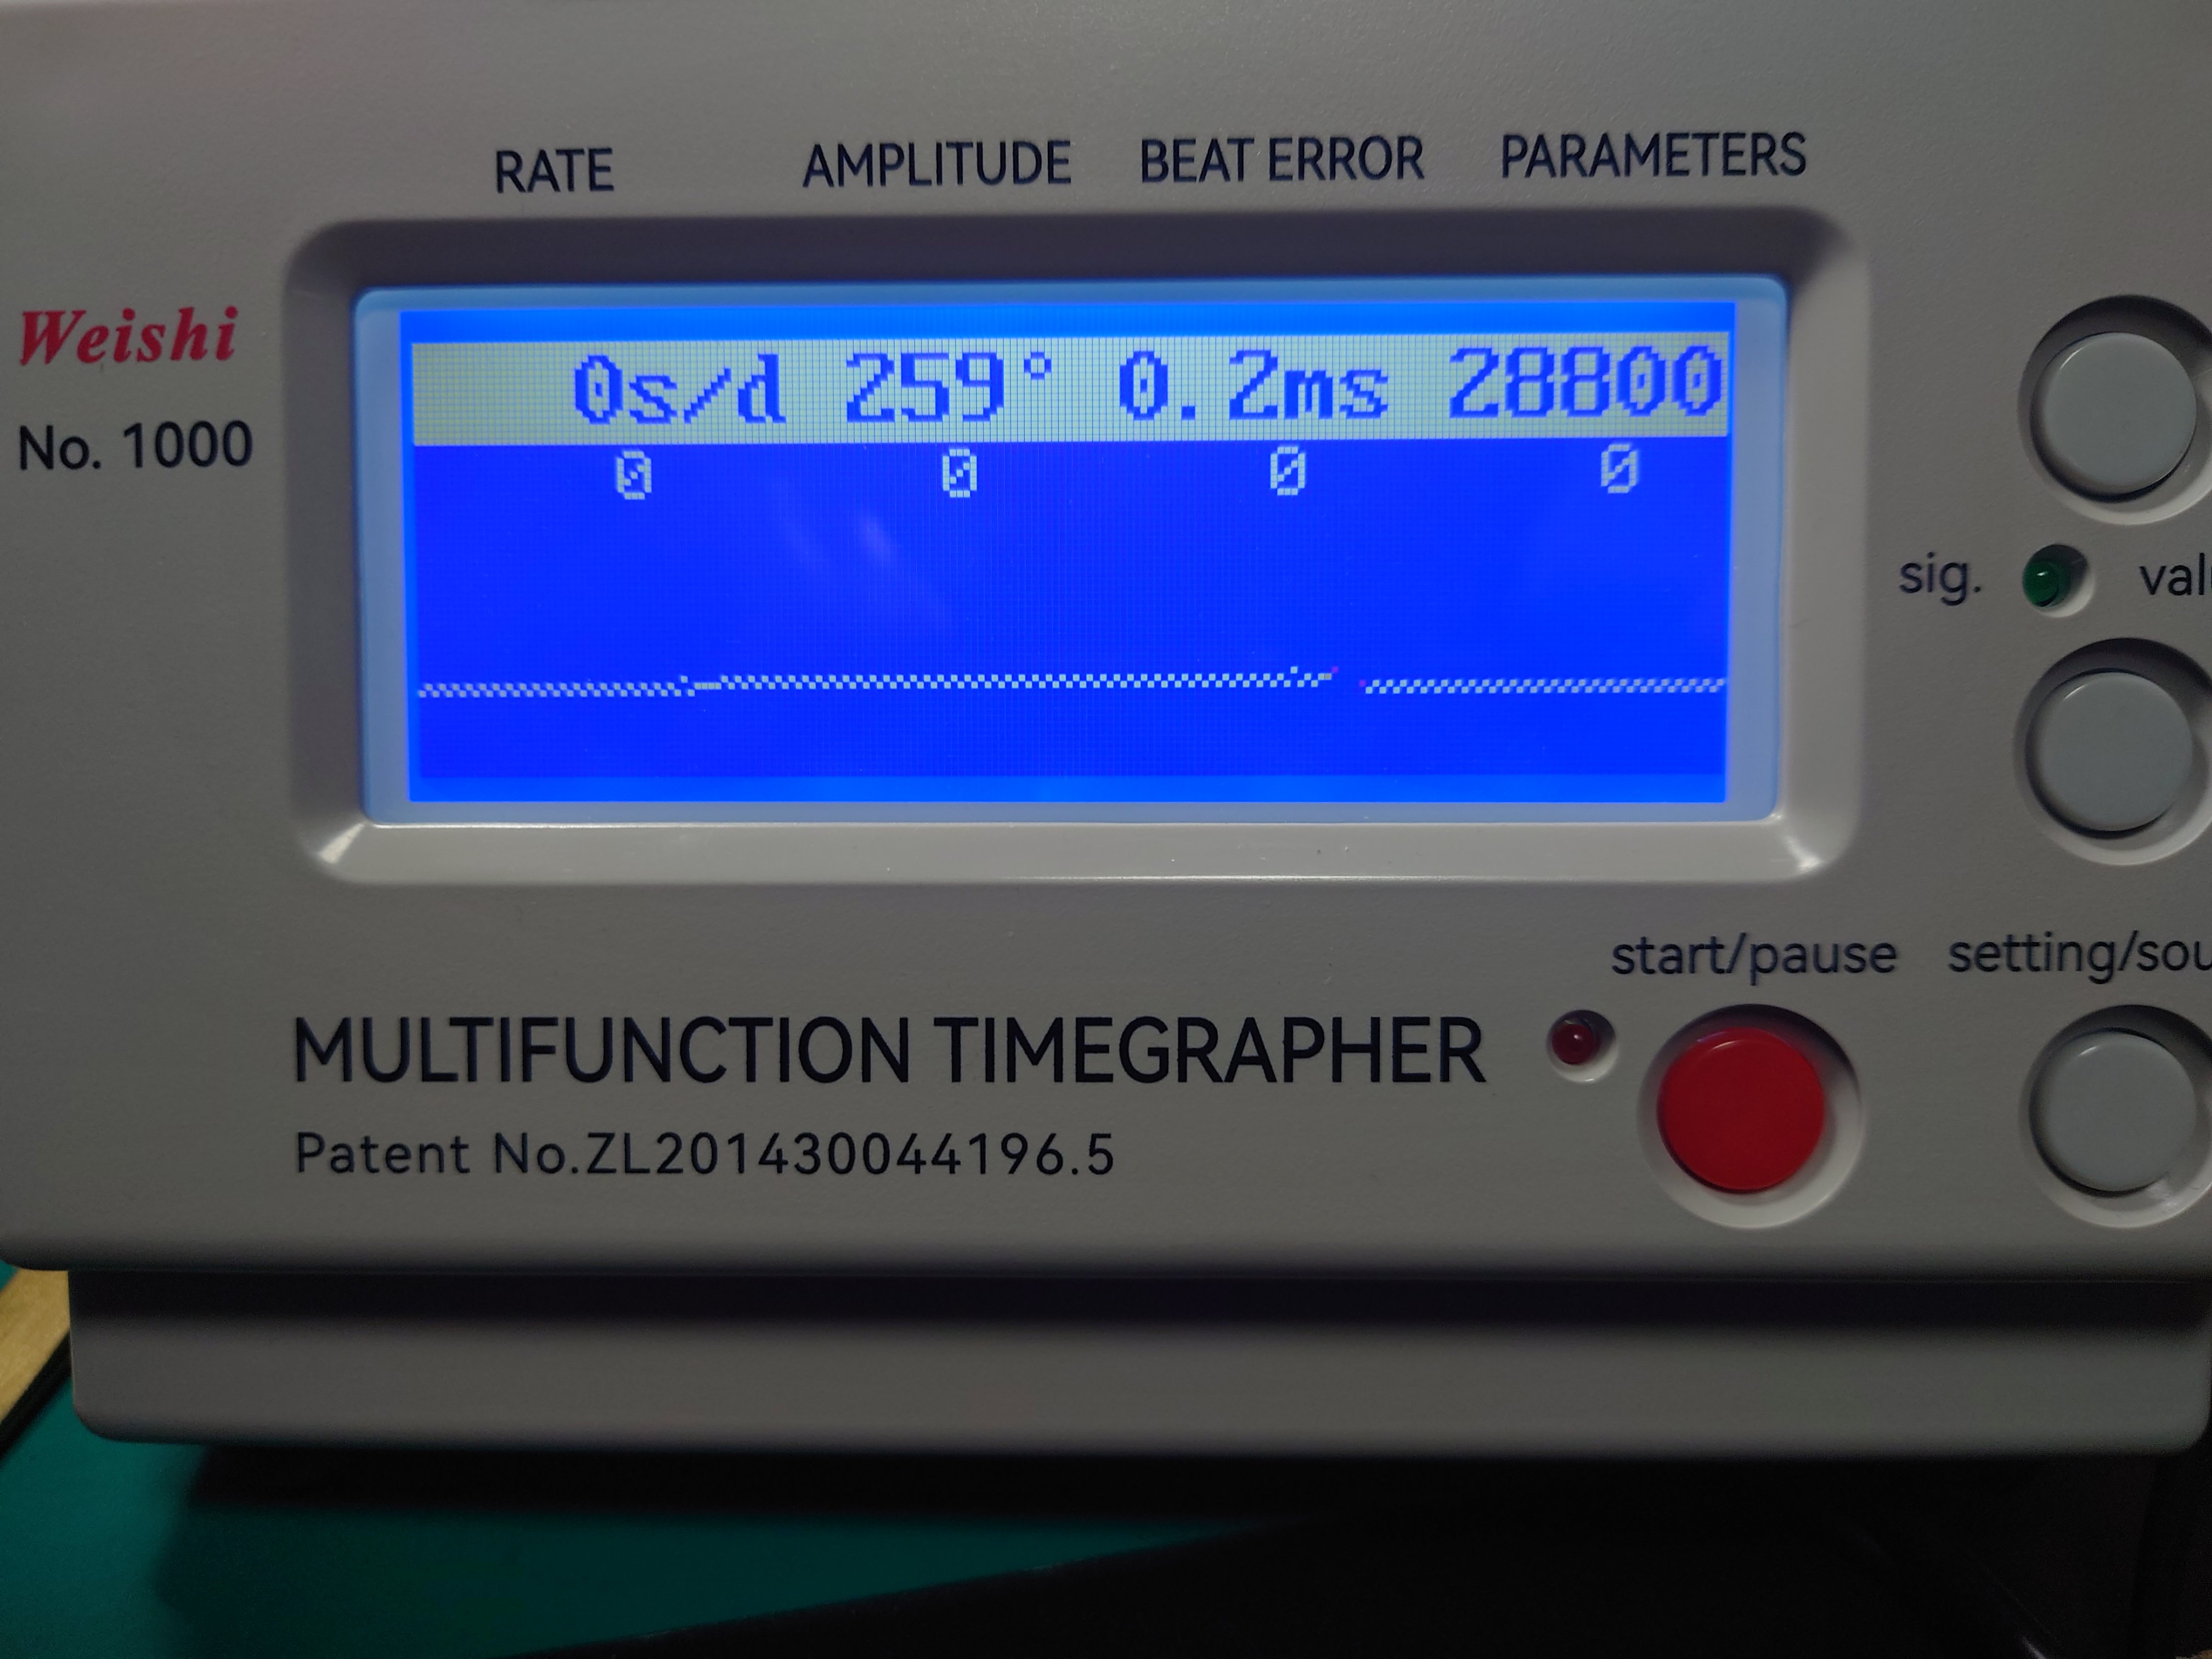 RATE AMPLITUDE BEAT ERROR PARAMETERS
Weishi
No. 1000
0s/d 259° 0.2ms 28800
0 0 0 0
sig.
start/pause
MULTIFUNCTION TIMEGRAPHER
Patent No.ZL201430044196.5